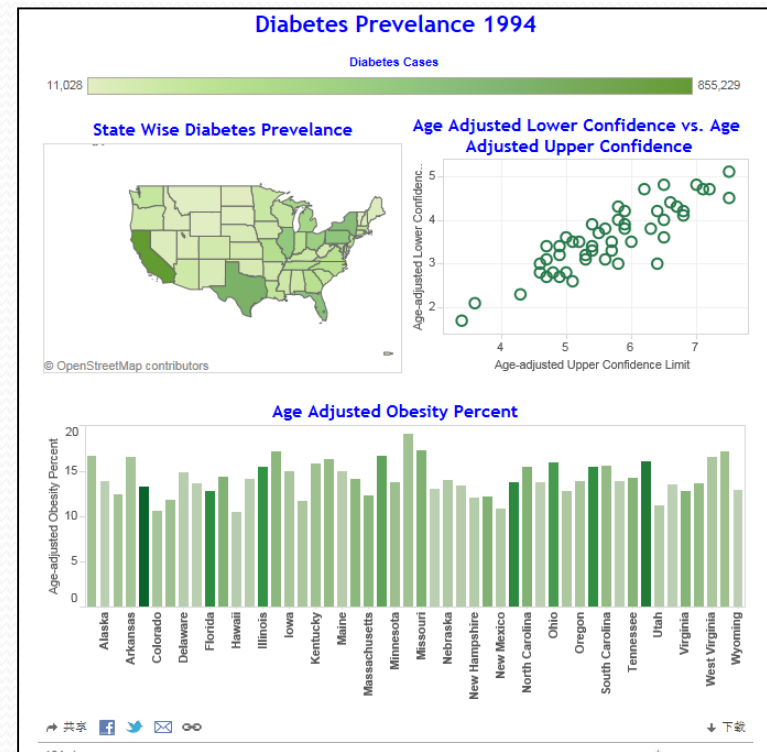 Diabetes Prevelance 1994
Diabetes Cases
11,028
855,229
State Wise Diabetes Prevelance
© OpenStreetMap contributors
Age Adjusted Lower Confidence vs. Age
Adjusted Upper Confidence
Age-adjusted Lower Confidenc..
5
4
3
2
4
5
6
7
Age-adjusted Upper Confidence Limit
Age Adjusted Obesity Percent
Age-adjusted Obesity Percent
20
15
10
5
0
Alaska
Arkansas
Colorado
Delaware
Florida
Hawaii
Illinois
Iowa
Kentucky
Maine
Massachusetts
Minnesota
Missouri
Nebraska
New Hampshire
New Mexico
North Carolina
Ohio
Oregon
South Carolina
Tennessee
Utah
Virginia
West Virginia
Wyoming
共享
下载